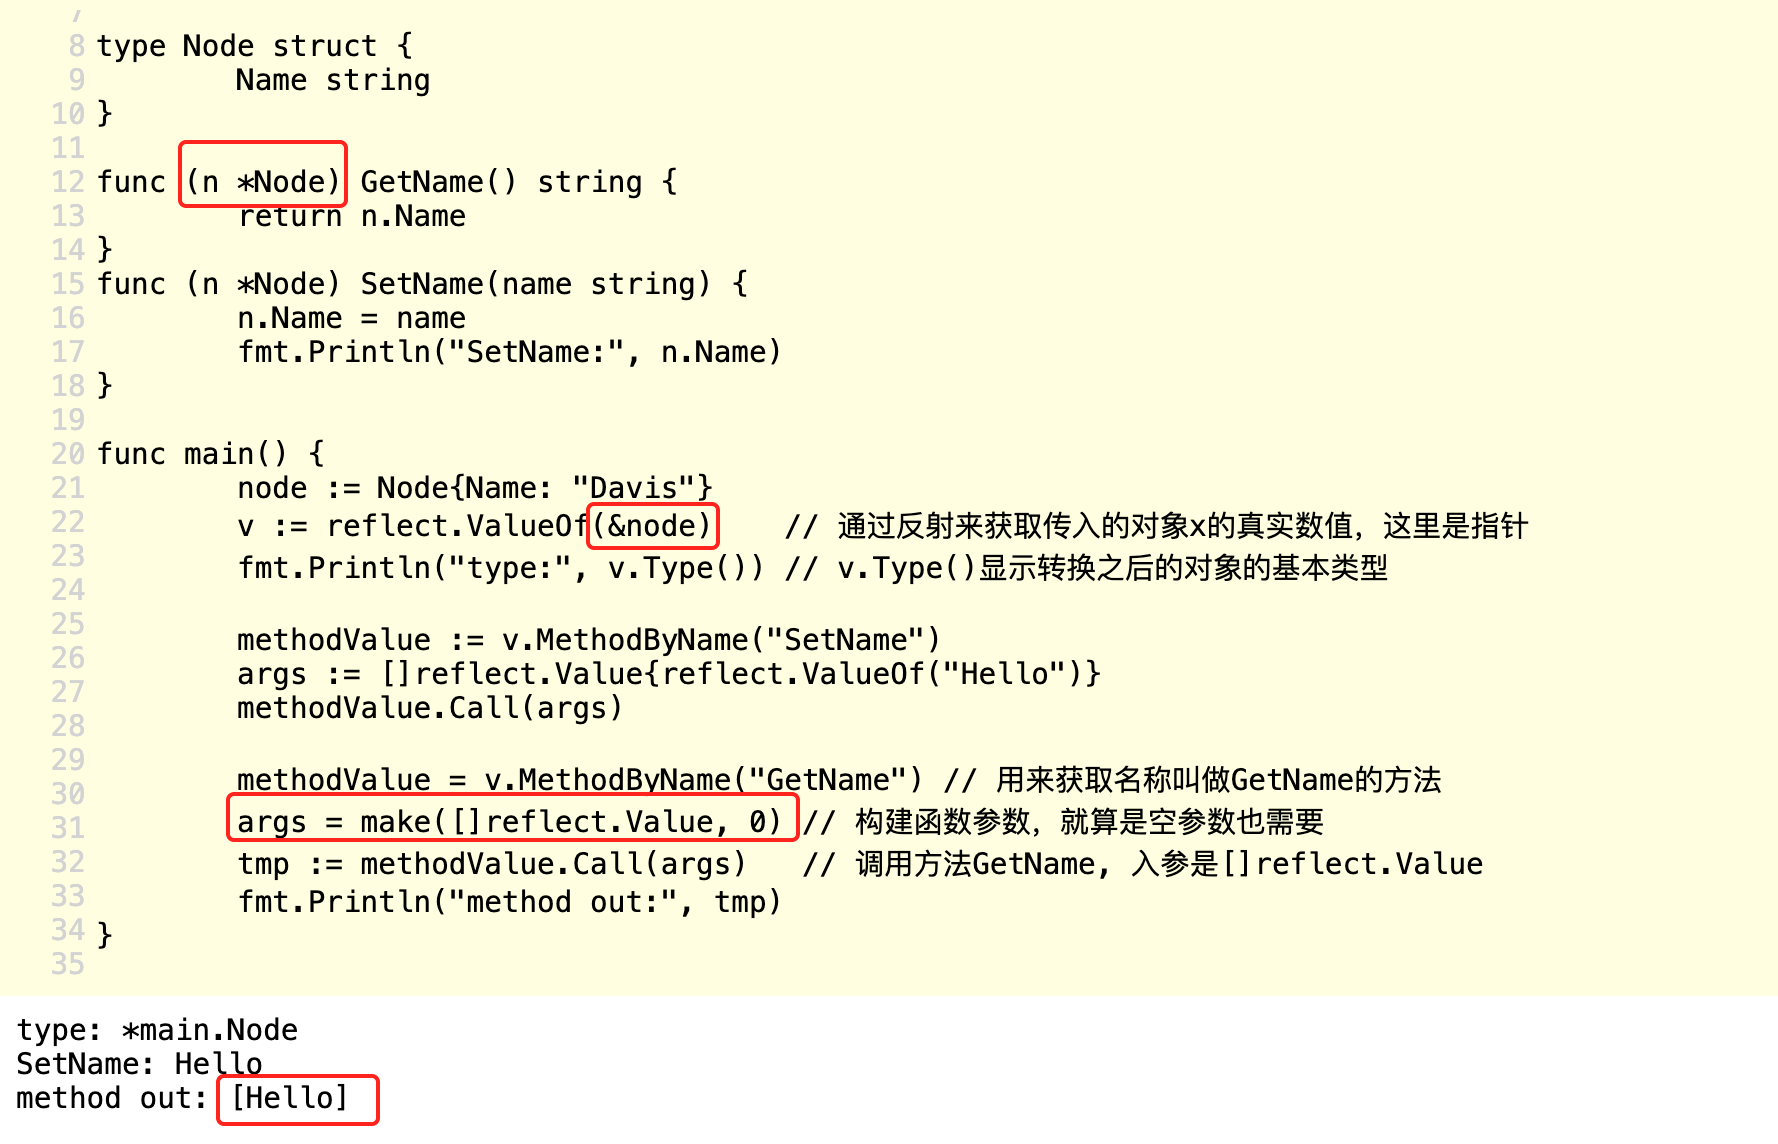 7
8 type Node struct {
9 Name string
10 }
11
12 func (n *Node) GetName() string {
13 return n.Name
14 }
15 func (n *Node) SetName(name string) {
16 n.Name = name
17 fmt.Println("SetName:", n.Name)
18 }
19
20 func main() {
21 node := Node{Name: "Davis"}
22 v := reflect.ValueOf(&node) // 通过反射来获取传入的对象x的真实数值，这里是指针
23 fmt.Println("type:", v.Type()) // v.Type()显示转换之后的对象的基本类型
24
25 methodValue := v.MethodByName("SetName")
26 args := []reflect.Value{reflect.ValueOf("Hello")}
27 methodValue.Call(args)
28
29 methodValue = v.MethodByName("GetName") // 用来获取名称叫做GetName的方法
30
31 args = make([]reflect.Value, 0) // 构建函数参数，就算是空参数也需要
32 tmp := methodValue.Call(args) // 调用方法GetName, 入参是[]reflect.Value
33 fmt.Println("method out:", tmp)
34 }
35
type: *main.Node
SetName: Hello
method out: [Hello]